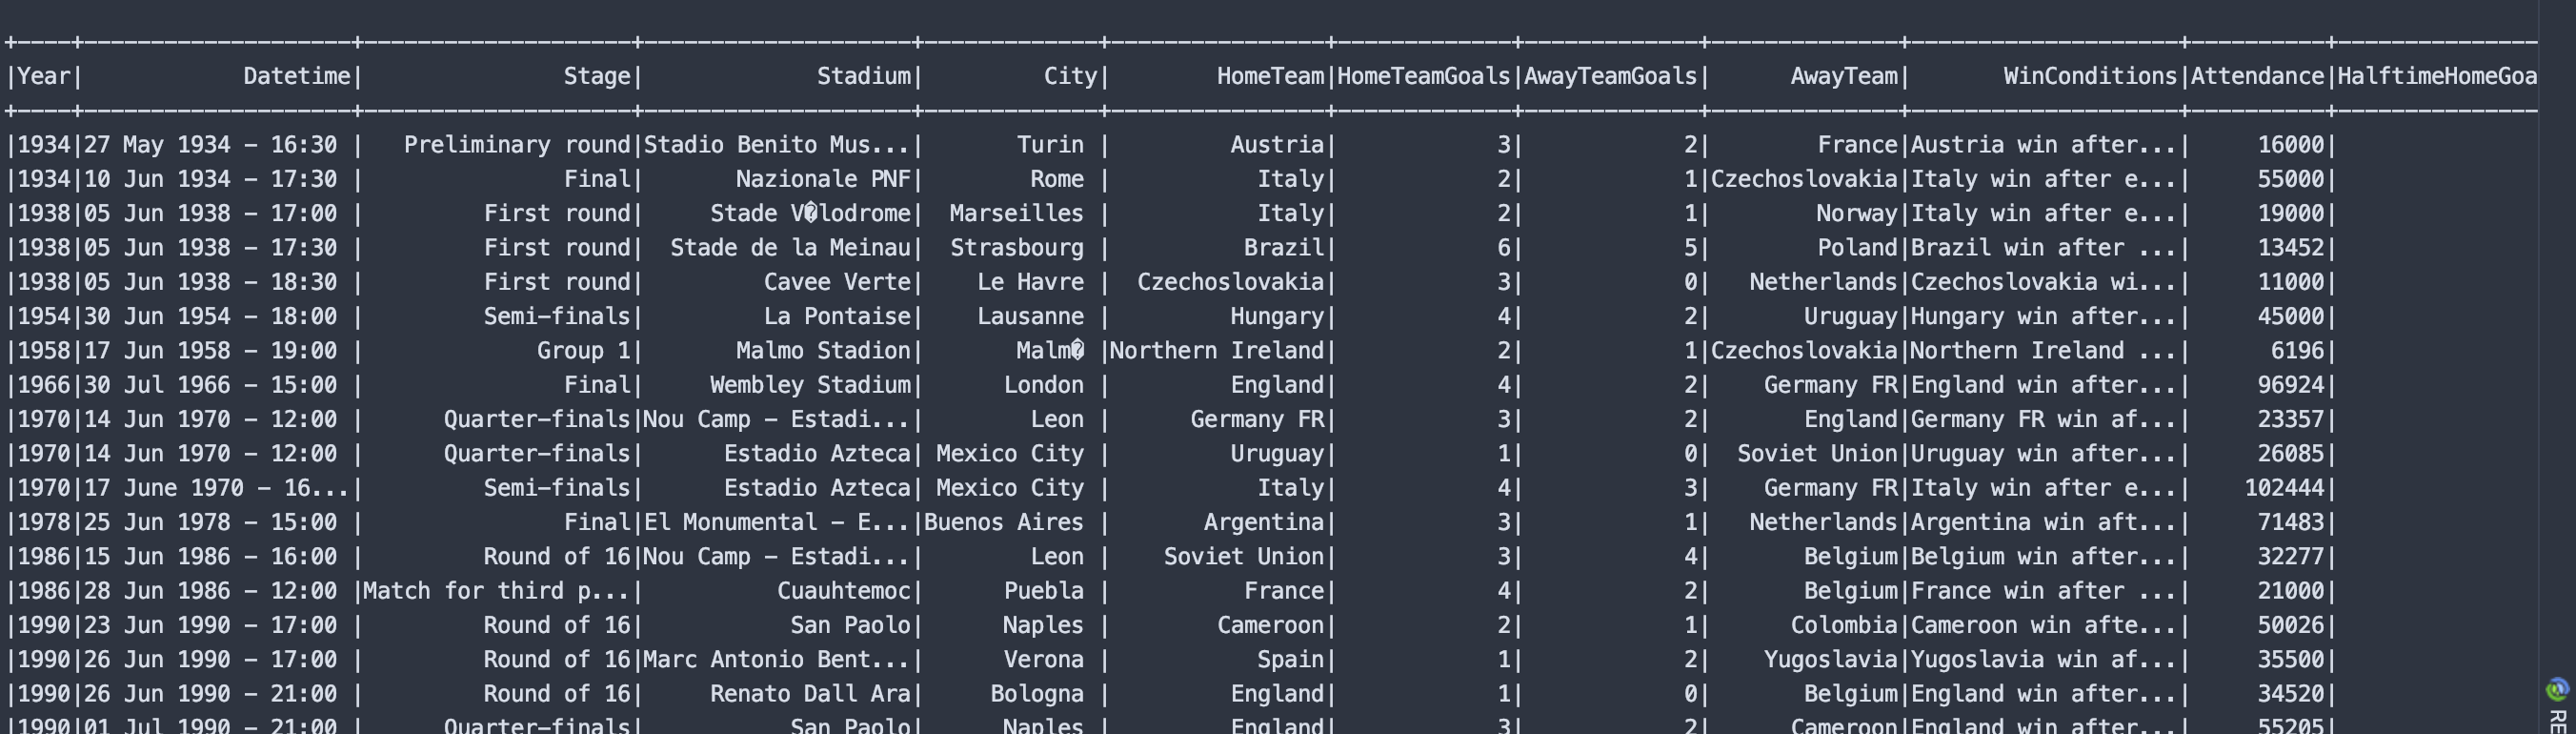 +----+--------------------+--------------------+--------------------+-------------+----------------+-------------+-------------+--------------+--------------------+----------+---------------
|Year|            Datetime|               Stage|             Stadium|         City|        HomeTeam|HomeTeamGoals|AwayTeamGoals|      AwayTeam|       WinConditions|Attendance|HalftimeHomeGoa
+----+--------------------+--------------------+--------------------+-------------+----------------+-------------+-------------+--------------+--------------------+----------+---------------
|1934|27 May 1934 - 16:30 |   Preliminary round|Stadio Benito Mus...|       Turin |         Austria|            3|            2|        France|Austria win after...|     16000|
|1934|10 Jun 1934 - 17:30 |               Final|        Nazionale PNF|        Rome |           Italy|            2|            1|Czechoslovakia|Italy win after e...|     55000|
|1938|05 Jun 1938 - 17:00 |         First round|      Stade V�lodrome|  Marseilles |           Italy|            2|            1|        Norway|Italy win after e...|     19000|
|1938|05 Jun 1938 - 17:30 |         First round|  Stade de la Meinau|  Strasbourg |          Brazil|            6|            5|        Poland|Brazil win after ...|     13452|
|1938|05 Jun 1938 - 18:30 |         First round|         Cavee Verte|    Le Havre |  Czechoslovakia|            3|            0|   Netherlands|Czechoslovakia wi...|     11000|
|1954|30 Jun 1954 - 18:00 |         Semi-finals|         La Pontaise|    Lausanne |         Hungary|            4|            2|       Uruguay|Hungary win after...|     45000|
|1958|17 Jun 1958 - 19:00 |             Group 1|       Malmo Stadion|       Malm� |Northern Ireland|            2|            1|Czechoslovakia|Northern Ireland ...|      6196|
|1966|30 Jul 1966 - 15:00 |               Final|     Wembley Stadium|      London |         England|            4|            2|    Germany FR|England win after...|     96924|
|1970|14 Jun 1970 - 12:00 |      Quarter-finals|Nou Camp - Estadi...|        Leon |      Germany FR|            3|            2|       England|Germany FR win af...|     23357|
|1970|14 Jun 1970 - 12:00 |      Quarter-finals|      Estadio Azteca| Mexico City |         Uruguay|            1|            0|  Soviet Union|Uruguay win after...|     26085|
|1970|17 June 1970 - 16...|         Semi-finals|      Estadio Azteca| Mexico City |           Italy|            4|            3|    Germany FR|Italy win after e...|    102444|
|1978|25 Jun 1978 - 15:00 |               Final|El Monumental - E...|Buenos Aires |       Argentina|            3|            1|   Netherlands|Argentina win aft...|     71483|
|1986|15 Jun 1986 - 16:00 |         Round of 16|Nou Camp - Estadi...|        Leon |    Soviet Union|            3|            4|       Belgium|Belgium win after...|     32277|
|1986|28 Jun 1986 - 12:00 |Match for third p...|          Cuauhtemoc|      Puebla |          France|            4|            2|       Belgium|France win after ...|     21000|
|1990|23 Jun 1990 - 17:00 |         Round of 16|           San Paolo|      Naples |        Cameroon|            2|            1|      Colombia|Cameroon win afte...|     50026|
|1990|26 Jun 1990 - 17:00 |         Round of 16|Marc Antonio Bent...|      Verona |           Spain|            1|            2|    Yugoslavia|Yugoslavia win af...|     35500|
|1990|26 Jun 1990 - 21:00 |         Round of 16|     Renato Dall Ara|     Bologna |         England|            1|            0|       Belgium|England win after...|     34520|
|1990|01 Jul 1990 - 21:00 |      Quarter-finals|           San Paolo|      Naples |         England|            3|            2|      Cameroon|England win after...|     55205|
RE